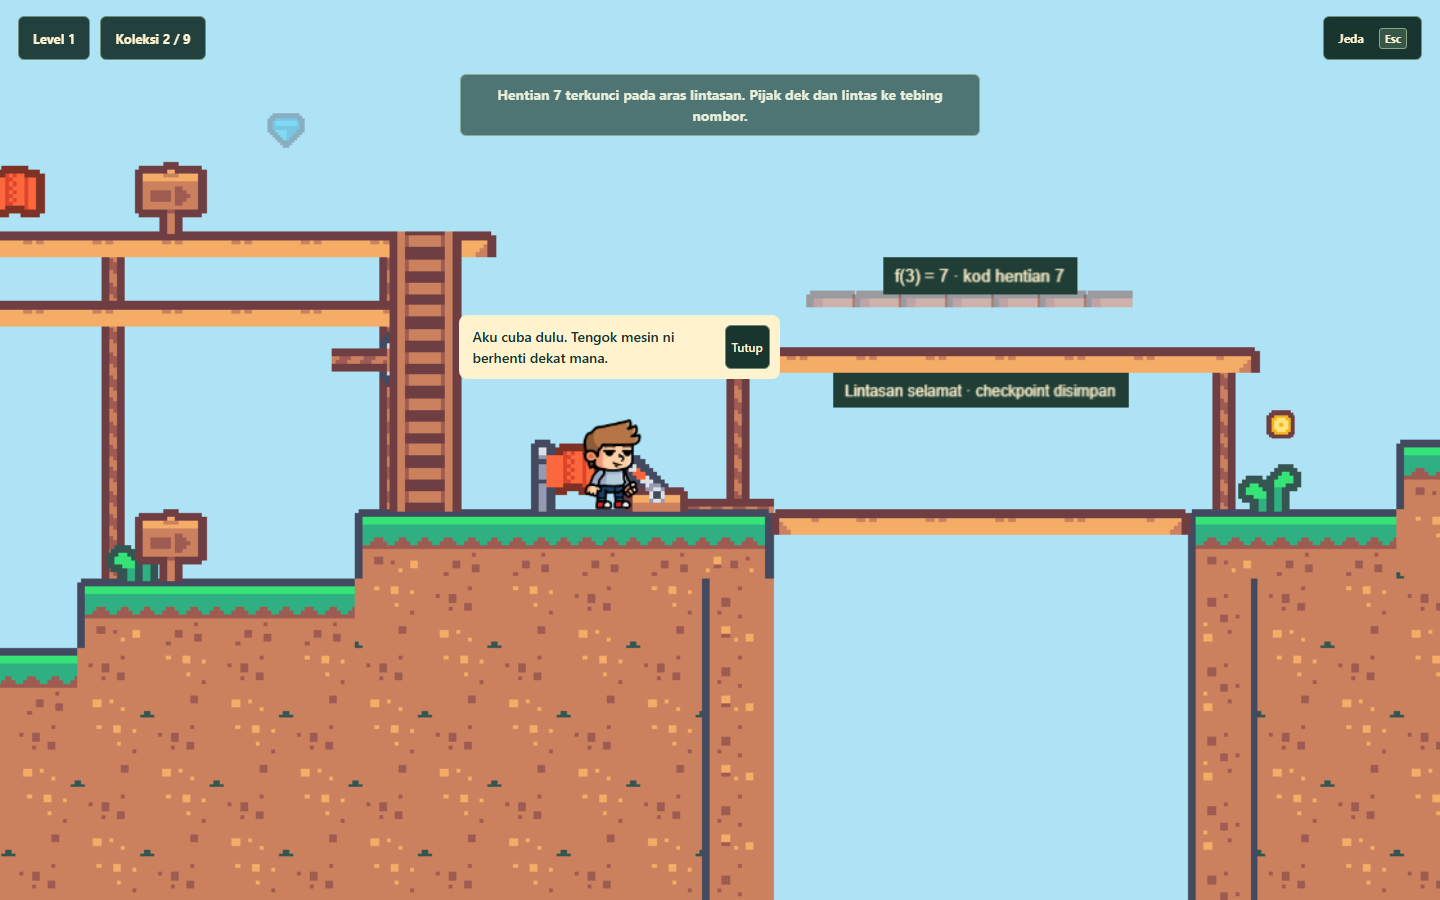 Level 1
Koleksi 2 / 9
Jeda Esc
Hentian 7 terkunci pada aras lintasan. Pijak dek dan lintas ke tebing
nombor.
f(3) = 7 · kod hentian 7
Aku cuba dulu. Tengok mesin ni
berhenti dekat mana.
Tutup
Lintasan selamat · checkpoint disimpan